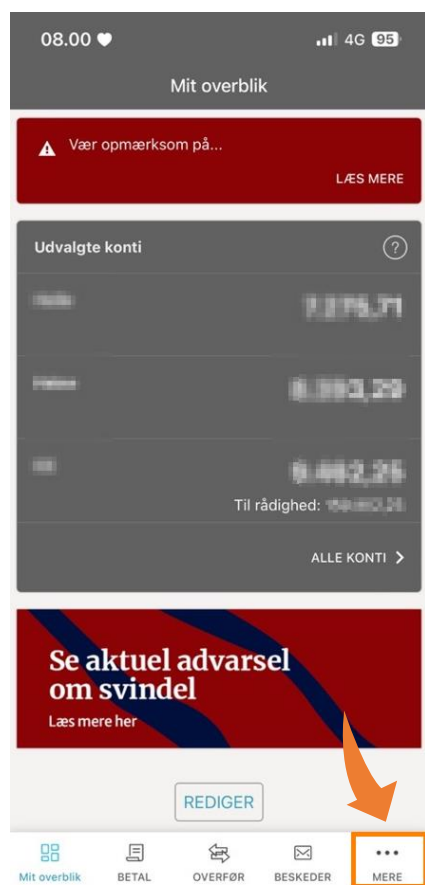 08.00 4G 95
Mit overblik
Vær opmærksom på...
LÆS MERE
Udvalgte konti ?
Til rådighed:
ALLE KONTI
Se aktuel advarsel
om svindel
Læs mere her
REDIGER
Mit overblik BETAL OVERFØR BESKEDER MERE